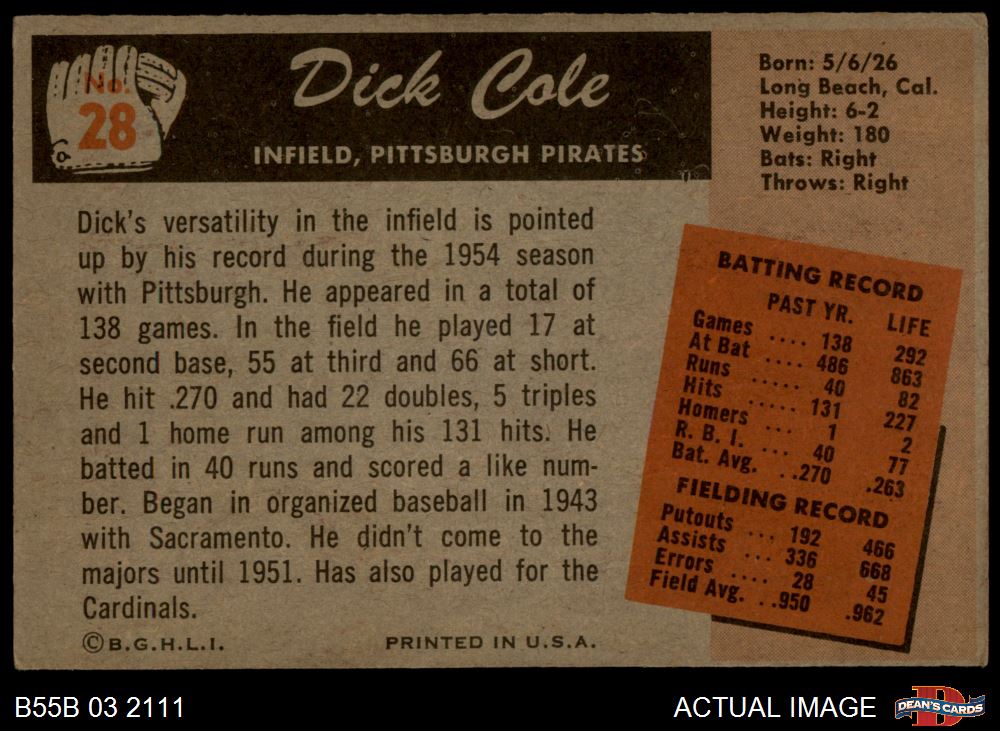 No.
28
Dick Cole
INFIELD, PITTSBURGH PIRATES
Born: 5/6/26
Long Beach, Cal.
Height: 6-2
Weight: 180
Bats: Right
Throws: Right
Dick's versatility in the infield is pointed
up by his record during the 1954 season
with Pittsburgh. He appeared in a total of
138 games. In the field he played 17 at
second base, 55 at third and 66 at short.
He hit .270 and had 22 doubles, 5 triples
and 1 home run among his 131 hits. He
batted in 40 runs and scored a like num-
ber. Began in organized baseball in 1943
with Sacramento. He didn't come to the
majors until 1951. Has also played for the
Cardinals.
©B.G.H.L.I. PRINTED IN U.S.A.
BATTING RECORD
PAST YR. LIFE
Games .... 138 292
At Bat .... 486 863
Runs ..... 40 82
Hits ..... 131 227
Homers ... 1 2
R. B. I. ... 40 77
Bat. Avg. ..270 .263
FIELDING RECORD
Putouts ... 192 466
Assists ... 336 668
Errors .... 28 45
Field Avg. ..950 .962
B55B 03 2111
ACTUAL IMAGE
DEAN'S CARDS